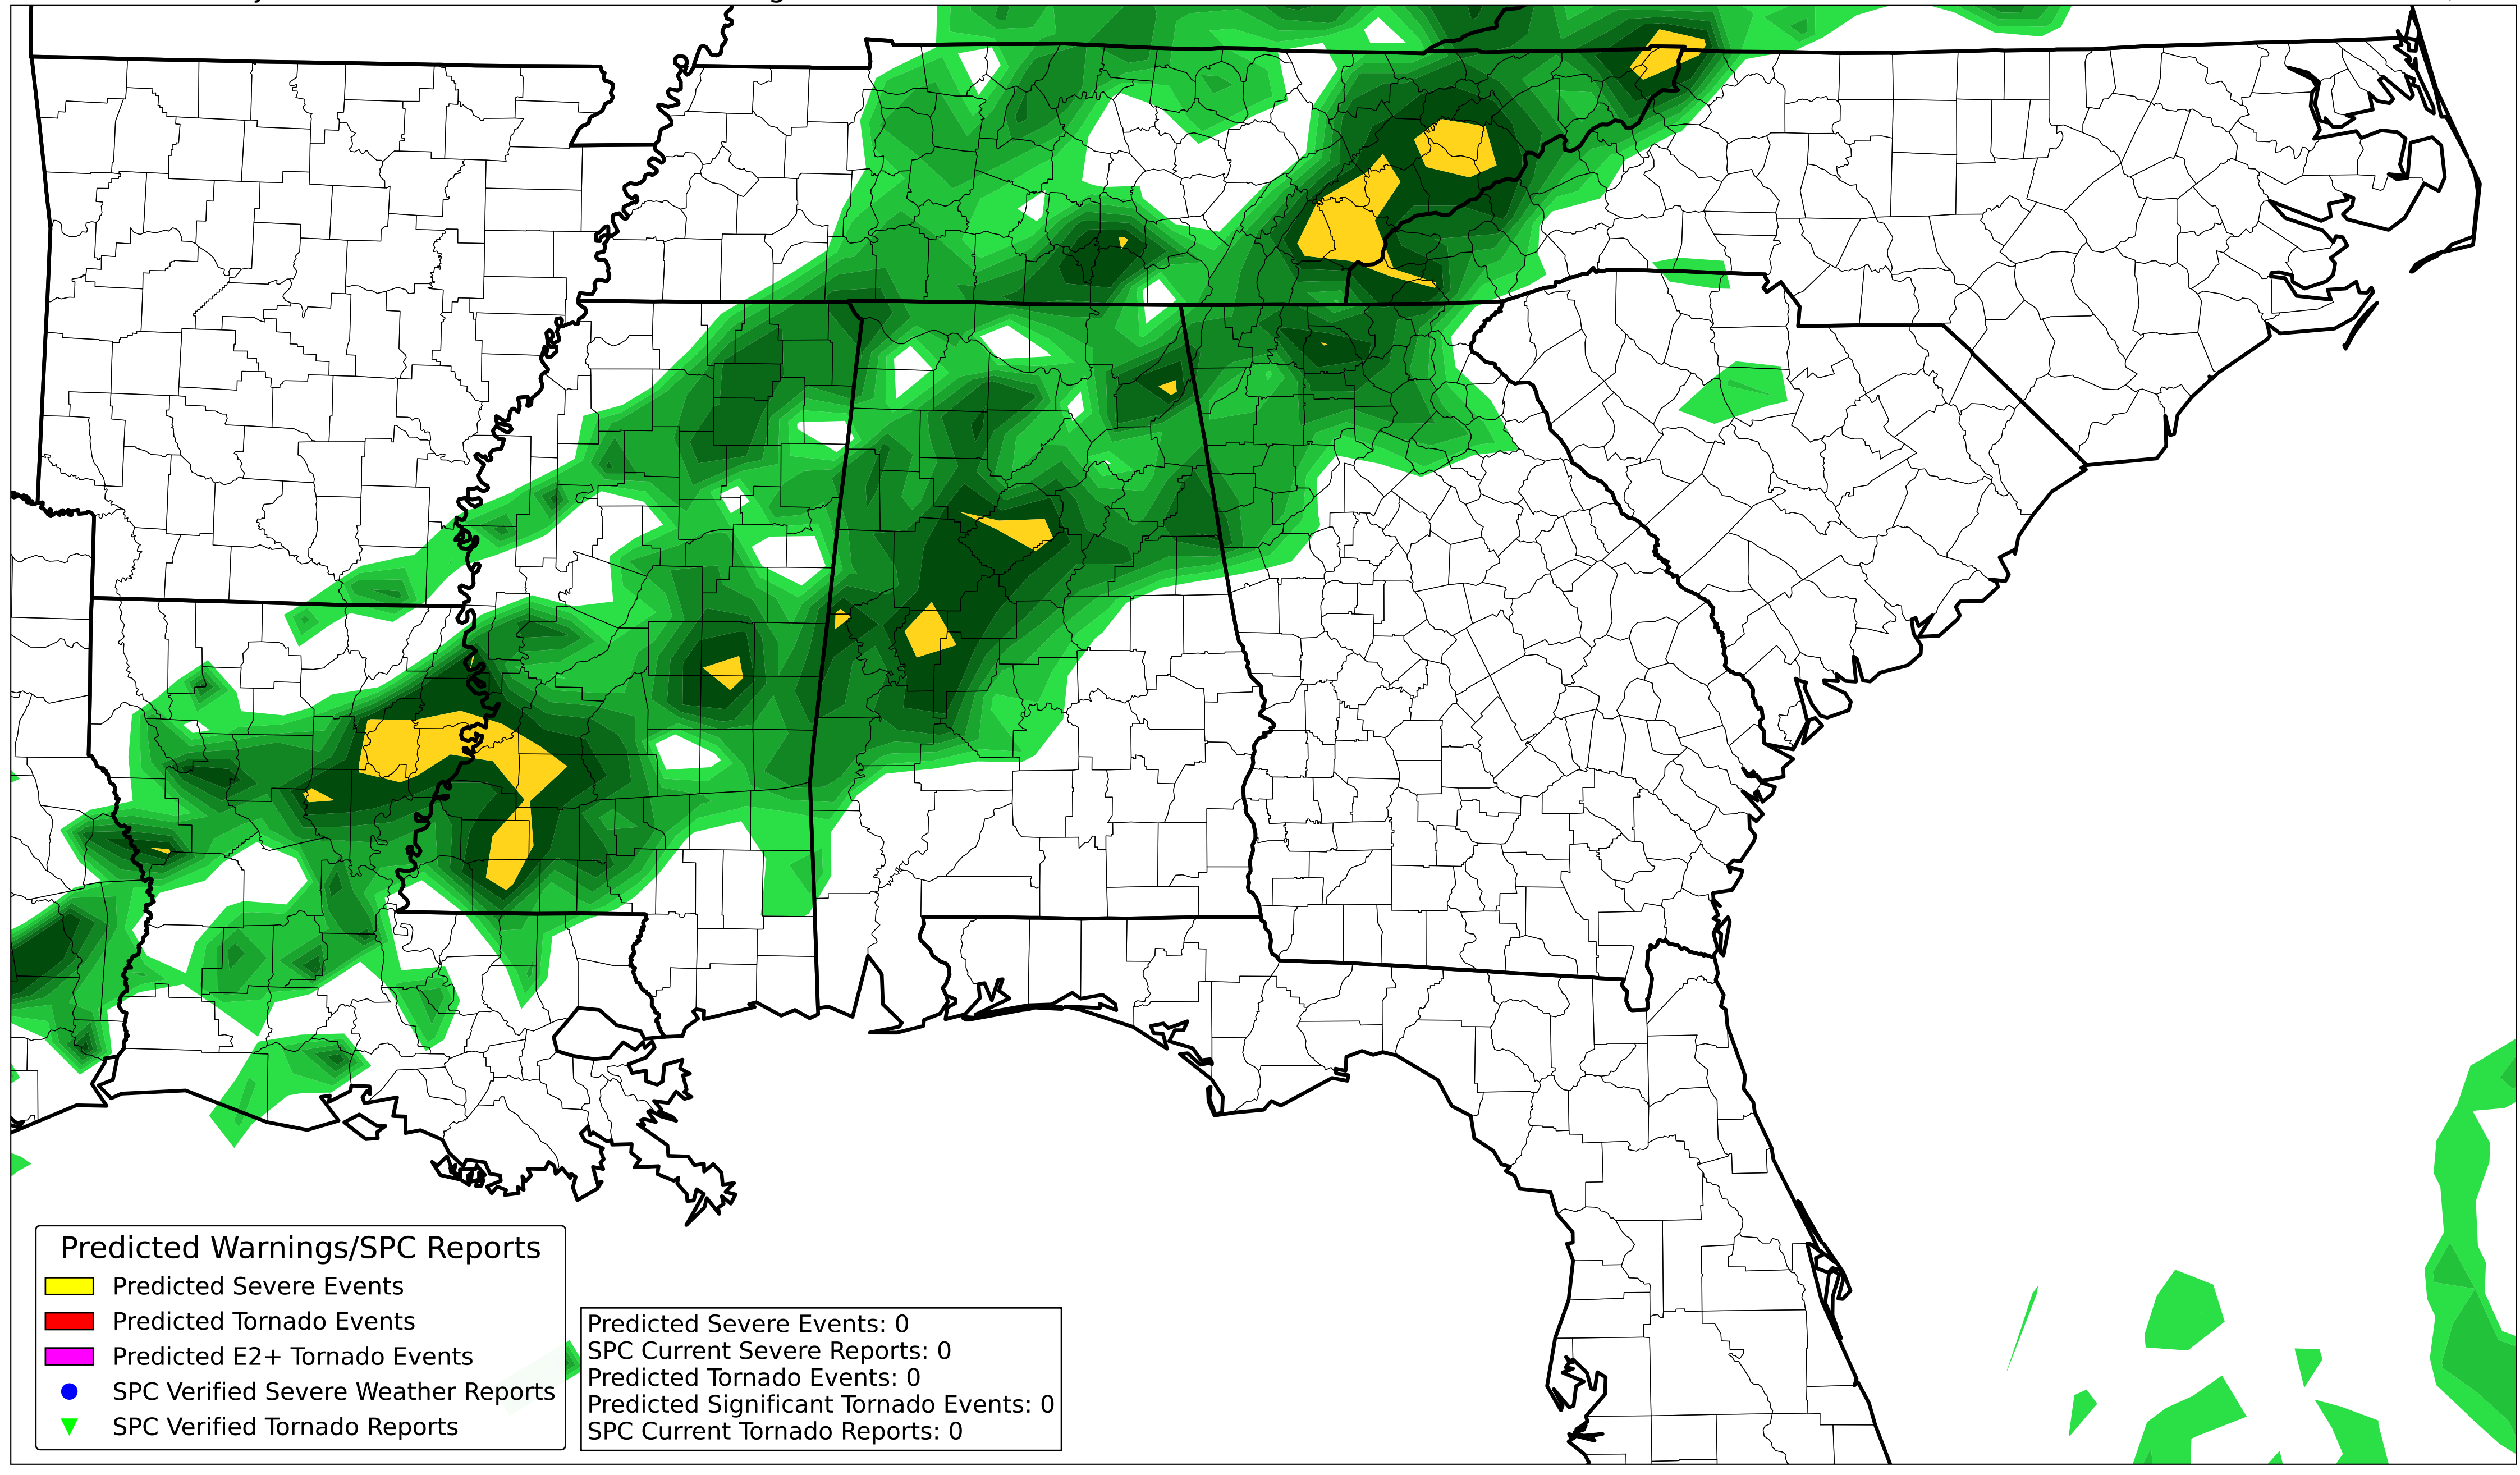 Predicted Warnings/SPC Reports
Predicted Severe Events
Predicted Tornado Events
Predicted E2+ Tornado Events
SPC Verified Severe Weather Reports
SPC Verified Tornado Reports
Predicted Severe Events: 0
SPC Current Severe Reports: 0
Predicted Tornado Events: 0
Predicted Significant Tornado Events: 0
SPC Current Tornado Reports: 0